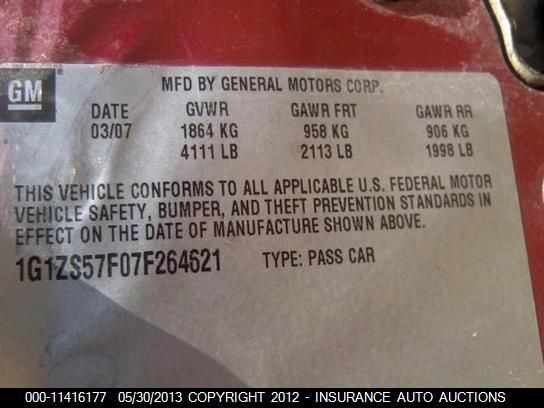 GM
MFD BY GENERAL MOTORS CORP.
DATE GVWR GAWR FRT GAWR RR
03/07 1864 KG 958 KG 906 KG
4111 LB 2113 LB 1998 LB
THIS VEHICLE CONFORMS TO ALL APPLICABLE U.S. FEDERAL MOTOR
VEHICLE SAFETY, BUMPER, AND THEFT PREVENTION STANDARDS IN
EFFECT ON THE DATE OF MANUFACTURE SHOWN ABOVE.
1G1ZS57F07F264621 TYPE: PASS CAR
000-11416177 05/30/2013 COPYRIGHT 2012 - INSURANCE AUTO AUCTIONS